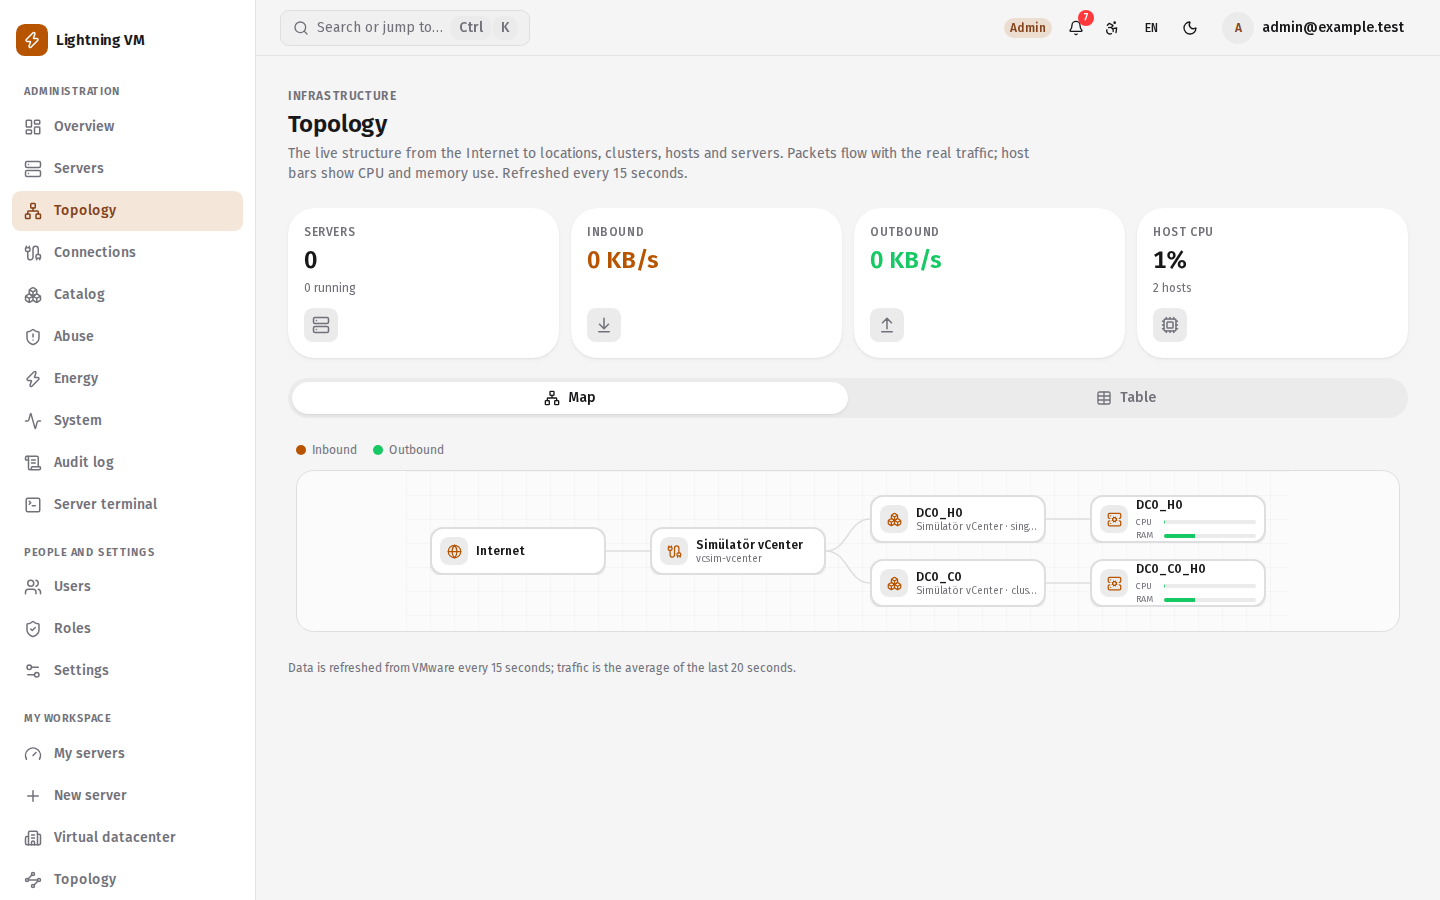 Lightning VM
Search or jump to... Ctrl K
Admin
7
EN
A
admin@example.test
ADMINISTRATION
Overview
Servers
Topology
Connections
Catalog
Abuse
Energy
System
Audit log
Server terminal
PEOPLE AND SETTINGS
Users
Roles
Settings
MY WORKSPACE
My servers
New server
Virtual datacenter
Topology
INFRASTRUCTURE
Topology
The live structure from the Internet to locations, clusters, hosts and servers. Packets flow with the real traffic; host
bars show CPU and memory use. Refreshed every 15 seconds.
SERVERS
0
0 running
INBOUND
0 KB/s
OUTBOUND
0 KB/s
HOST CPU
1%
2 hosts
Map
Table
Inbound
Outbound
Internet
Simülatör vCenter
vcsim-vcenter
DC0_H0
Simülatör vCenter · sing...
DC0_C0
Simülatör vCenter · clus...
DC0_H0
CPU
RAM
DC0_C0_H0
CPU
RAM
Data is refreshed from VMware every 15 seconds; traffic is the average of the last 20 seconds.